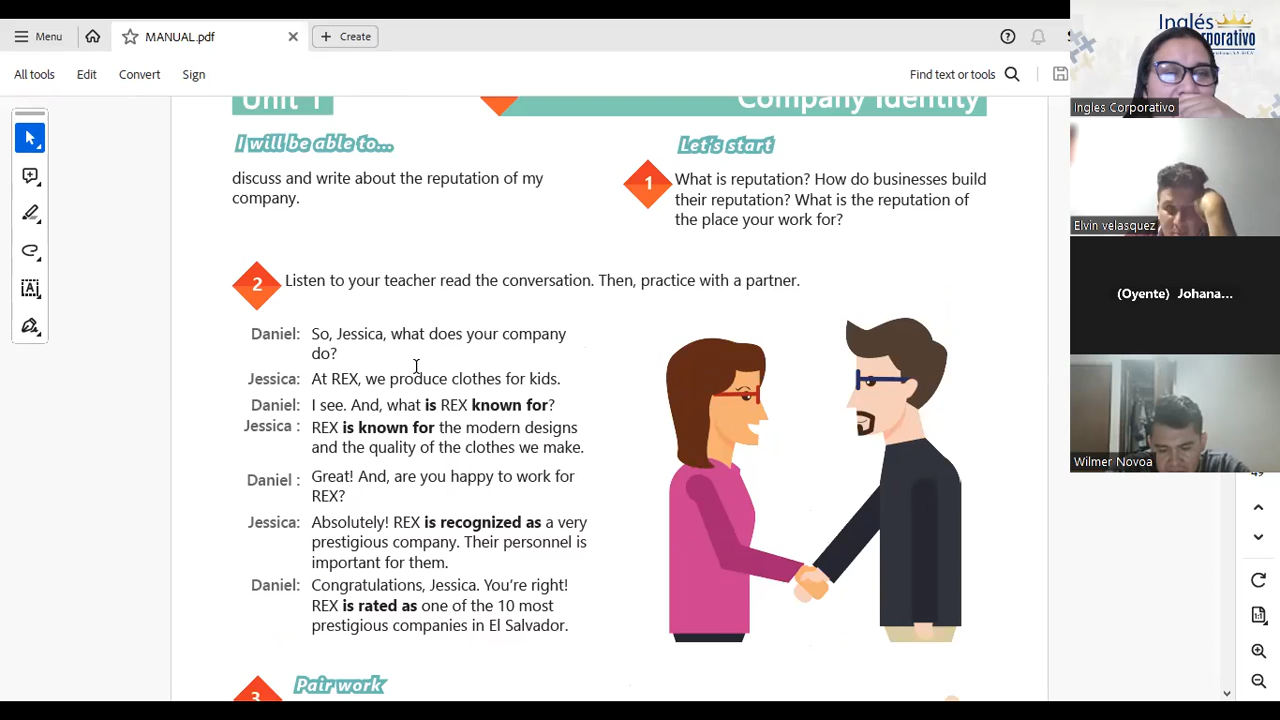 Menu
MANUAL.pdf
Create
All tools
Edit
Convert
Sign
Find text or tools
Unit 1
Company Identity
I will be able to...
discuss and write about the reputation of my
company.
Let's start
1
What is reputation? How do businesses build
their reputation? What is the reputation of
the place your work for?
2
Listen to your teacher read the conversation. Then, practice with a partner.
Daniel: So, Jessica, what does your company
do?
Jessica: At REX, we produce clothes for kids.
Daniel: I see. And, what is REX known for?
Jessica : REX is known for the modern designs
and the quality of the clothes we make.
Daniel : Great! And, are you happy to work for
REX?
Jessica: Absolutely! REX is recognized as a very
prestigious company. Their personnel is
important for them.
Daniel: Congratulations, Jessica. You're right!
REX is rated as one of the 10 most
prestigious companies in El Salvador.
3
Pair work
Inglés
Corporativo
Ingles Corporativo
Elvin velasquez
(Oyente) Johana...
Wilmer Novoa